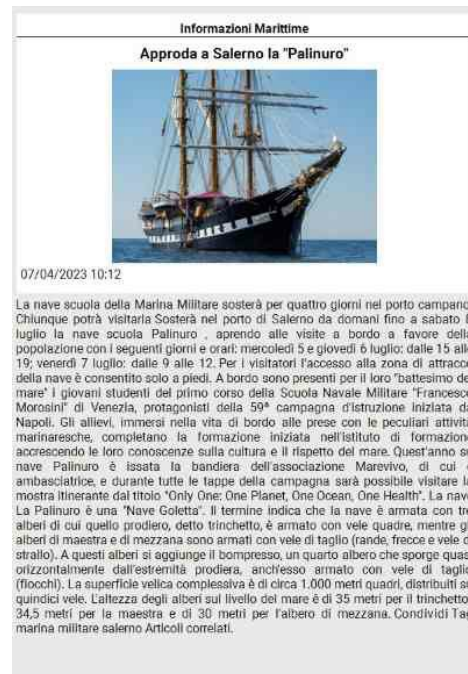 Informazioni Marittime
Approda a Salerno la "Palinuro"
07/04/2023 10:12
La nave scuola della Marina Militare sosterà per quattro giorni nel porto campano
Chiunque potrà visitarla Sosterà nel porto di Salerno da domani fino a sabato
luglio la nave scuola Palinuro , aprendo alle visite a bordo a favore della
popolazione con i seguenti giorni e orari: mercoledì 5 e giovedì 6 luglio: dalle 15 alle
19; venerdì 7 luglio: dalle 9 alle 12. Per i visitatori l'accesso alla zona di attracco
della nave è consentito solo a piedi. A bordo sono presenti per il loro "battesimo del
mare" i giovani studenti del primo corso della Scuola Navale Militare "Francesco
Morosini" di Venezia, protagonisti della 59ª campagna d'istruzione iniziata da
Napoli. Gli allievi, immersi nella vita di bordo alle prese con le peculiari attività
marinaresche, completano la formazione iniziata nell'istituto di formazione
accrescendo le loro conoscenze sulla cultura e il rispetto del mare. Quest'anno su
nave Palinuro è issata la bandiera dell'associazione Marevivo, di cui è
ambasciatrice, e durante tutte le tappe della campagna sarà possibile visitare la
mostra itinerante dal titolo "Only One: One Planet, One Ocean, One Health". La nave
La Palinuro è una "Nave Goletta". Il termine indica che la nave è armata con tre
alberi di cui quello prodiero, detto trinchetto, è armato con vele quadre, mentre gli
alberi di maestra e di mezzana sono armati con vele di taglio (rande, frecce e vele di
strallo). A questi alberi si aggiunge il bompresso, un quarto albero che sporge quasi
orizzontalmente dall'estremità prodiera, anch'esso armato con vele di taglio
(fiocchi). La superficie velica complessiva è di circa 1.000 metri quadri, distribuiti su
quindici vele. L'altezza degli alberi sul livello del mare è di 35 metri per il trinchetto,
34,5 metri per la maestra e di 30 metri per l'albero di mezzana. Condividi Tag
marina militare salerno Articoli correlati.